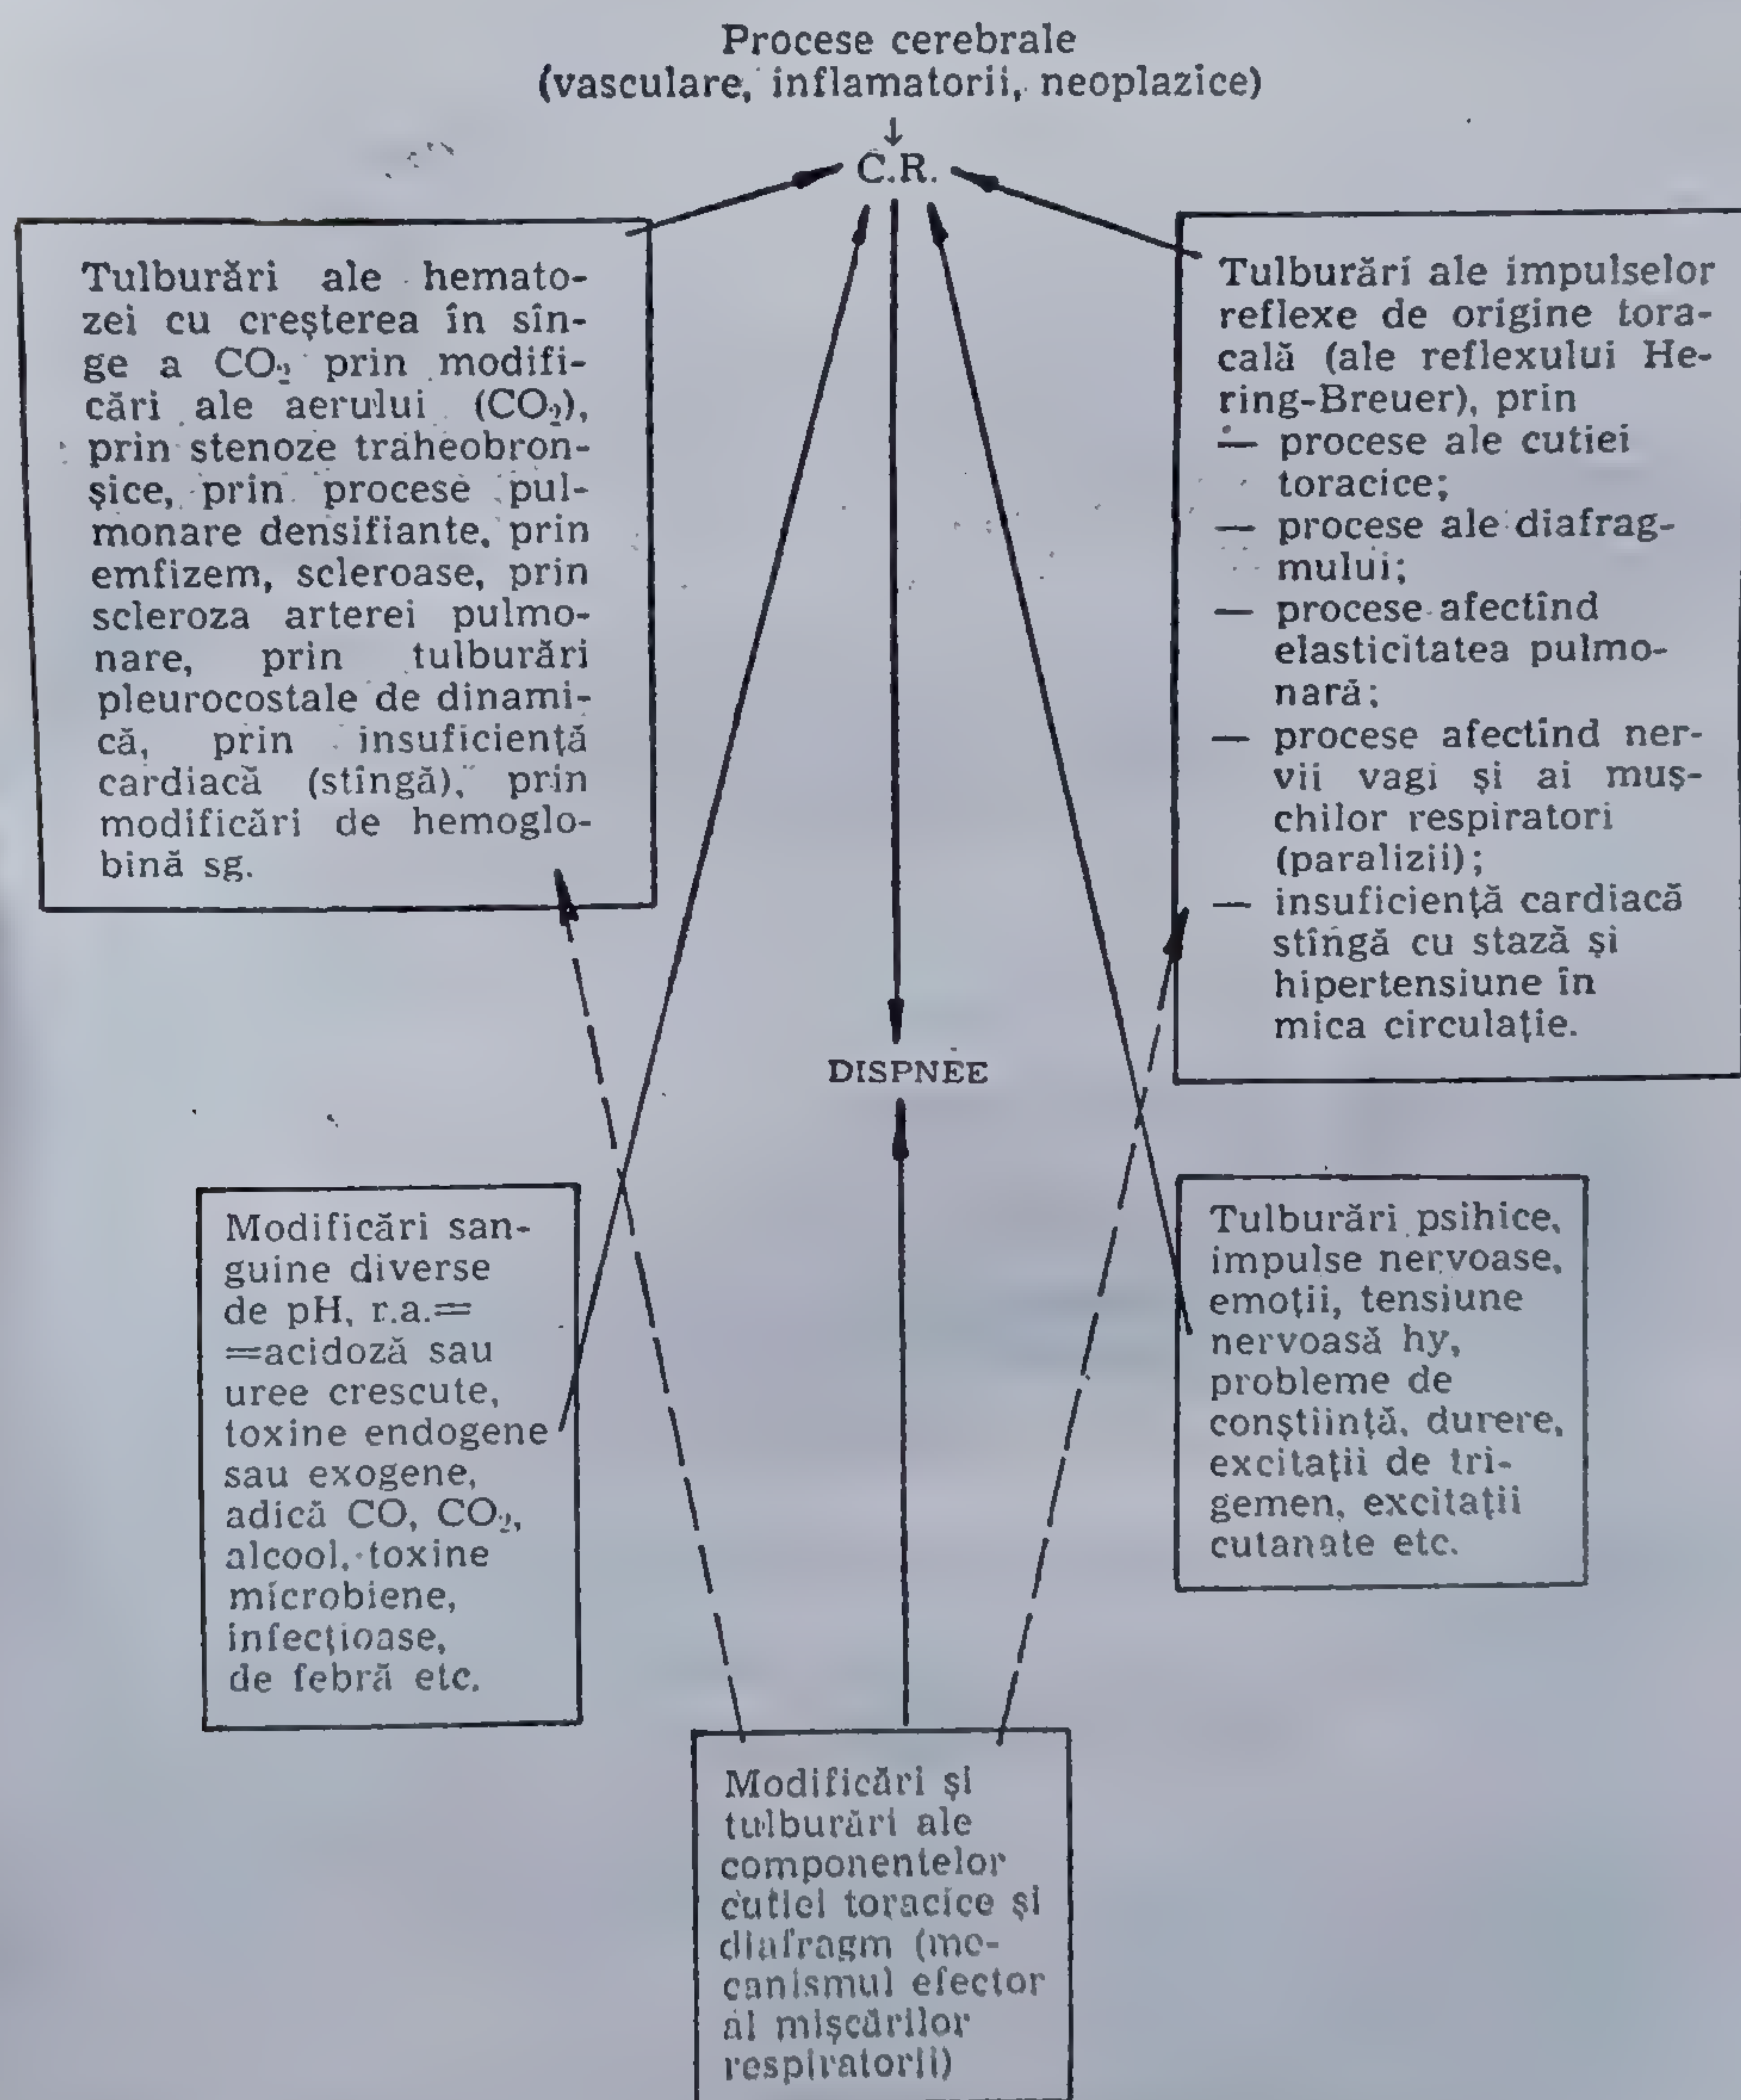 Procese cerebrale
(vasculare, inflamatorii, neoplazice)
C.R.
Tulburări ale hemato-
zei cu creşterea în sîn-
ge a CO₂ prin modifi-
cări ale aerului (CO₂),
prin stenoze traheobron-
şice, prin procese pul-
monare densifiante, prin
emfizem, scleroase, prin
scleroza arterei pulmo-
nare, prin tulburări
pleurocostale de dinami-
că, prin insuficienţă
cardiacă (stîngă), prin
modificări de hemoglo-
bină sg.
Tulburări ale impulselor
reflexe de origine tora-
cală (ale reflexului He-
ring-Breuer), prin
— procese ale cutiei
toracice;
— procese ale diafrag-
mului;
— procese afectînd
elasticitatea pulmo-
nară;
— procese afectînd ner-
vii vagi şi ai muş-
chilor respiratori
(paralizii);
— insuficienţă cardiacă
stîngă cu stază şi
hipertensiune în
mica circulaţie.
DISPNEE
Modificări san-
guine diverse
de pH, r.a.=
=acidoză sau
uree crescute,
toxine endogene
sau exogene,
adică CO, CO₂,
alcool, toxine
microbiene,
infecţioase,
de febră etc.
Tulburări psihice,
impulse nervoase,
emoţii, tensiune
nervoasă hy,
probleme de
conştiinţă, durere,
excitaţii de tri-
gemen, excitaţii
cutanate etc.
Modificări şi
tulburări ale
componentelor
cutiei toracice şi
diafragm (me-
canismul efector
al mişcărilor
respiratorii)